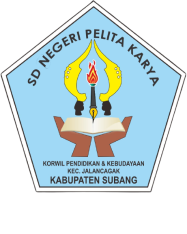 SD NEGERI PELITA KARYA
KORWIL PENDIDIKAN & KEBUDAYAAN
KEC. JALANCAGAK
KABUPATEN SUBANG